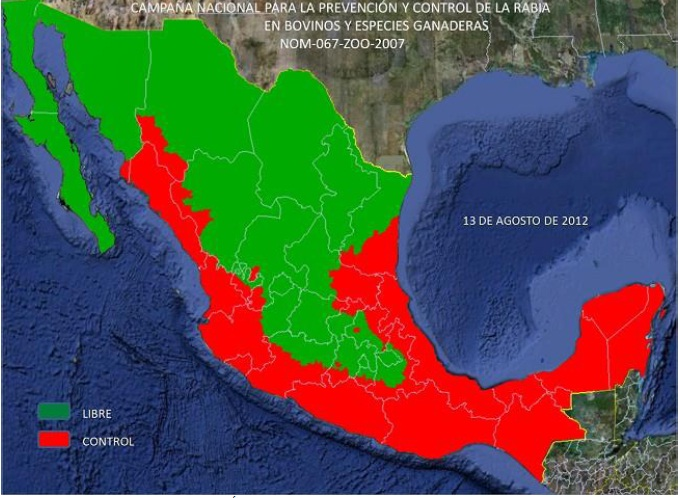 CAMPAÑA NACIONAL PARA LA PREVENCIÓN Y CONTROL DE LA RABIA
EN BOVINOS Y ESPECIES GANADERAS
NOM-067-ZOO-2007
13 DE AGOSTO DE 2012
LIBRE
CONTROL